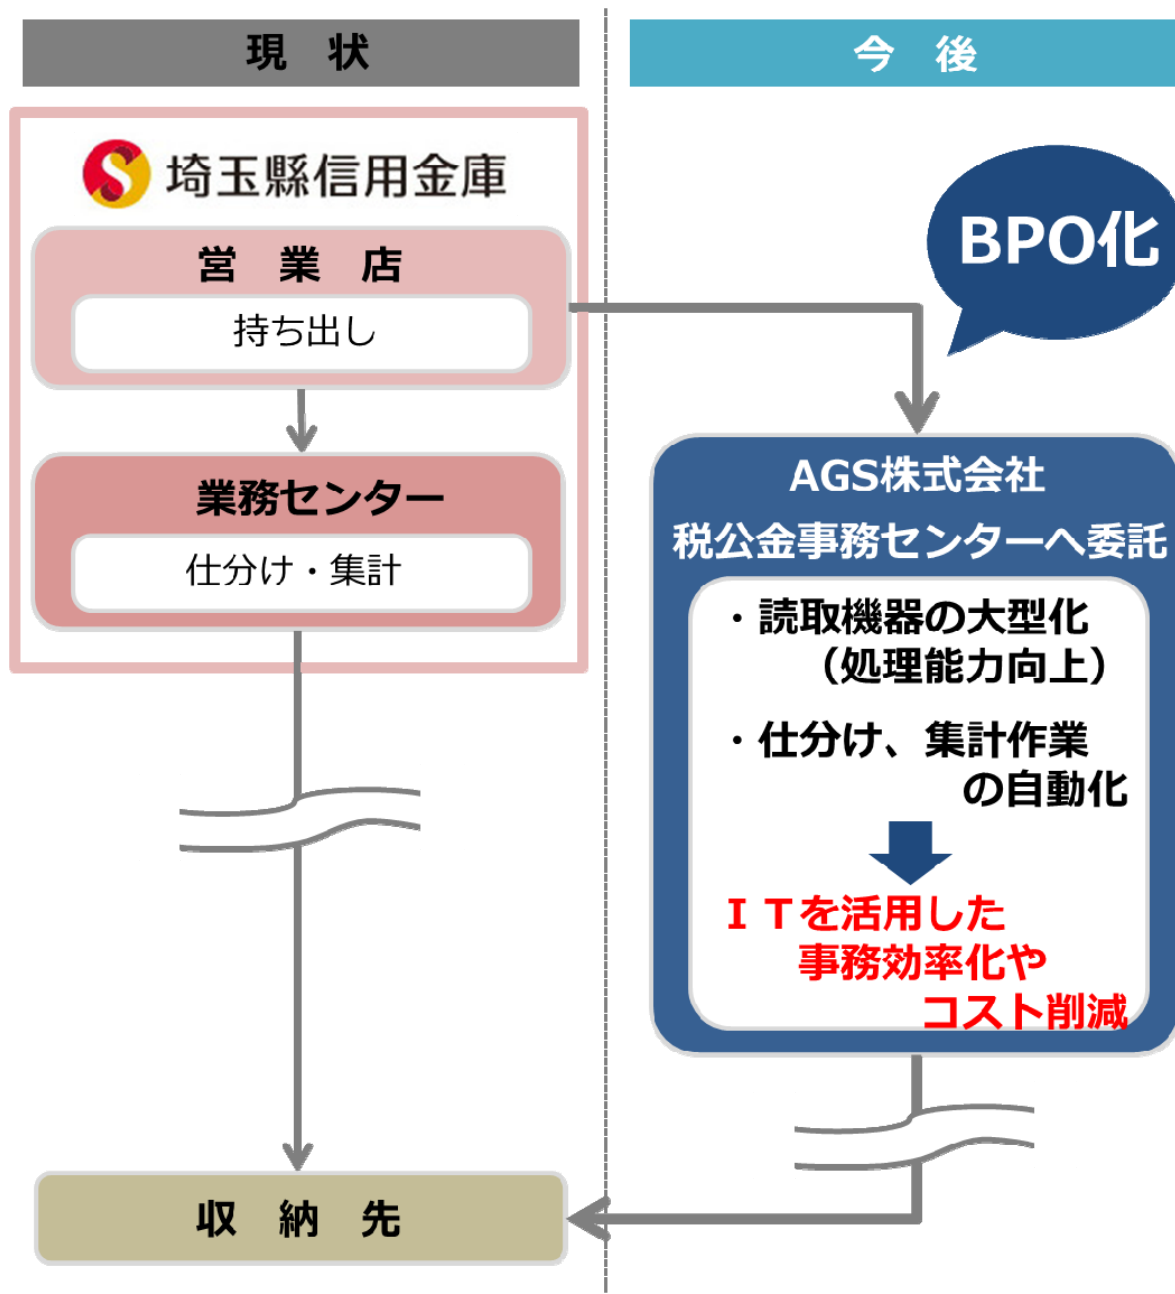 現 状
今 後
埼玉縣信用金庫
営 業 店
持ち出し
業務センター
仕分け・集計
BPO化
AGS株式会社
税公金事務センターへ委託
・読取機器の大型化
（処理能力向上）
・仕分け、集計作業
の自動化
ＩＴを活用した
事務効率化や
コスト削減
収 納 先